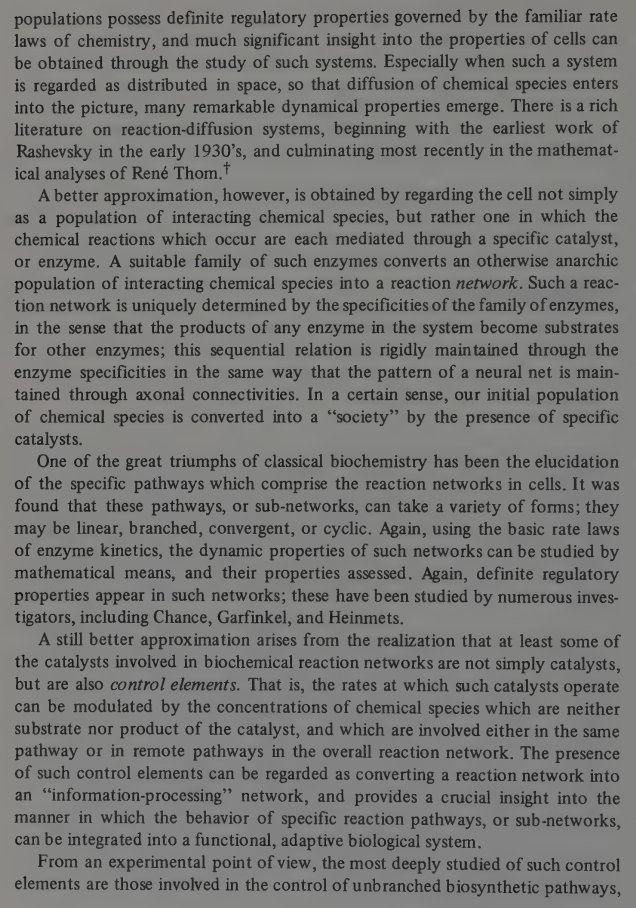 populations possess definite regulatory properties governed by the familiar rate
laws of chemistry, and much significant insight into the properties of cells can
be obtained through the study of such systems. Especially when such a system
is regarded as distributed in space, so that diffusion of chemical species enters
into the picture, many remarkable dynamical properties emerge. There is a rich
literature on reaction-diffusion systems, beginning with the earliest work of
Rashevsky in the early 1930's, and culminating most recently in the mathemat-
ical analyses of René Thom.†
A better approximation, however, is obtained by regarding the cell not simply
as a population of interacting chemical species, but rather one in which the
chemical reactions which occur are each mediated through a specific catalyst,
or enzyme. A suitable family of such enzymes converts an otherwise anarchic
population of interacting chemical species into a reaction network. Such a reac-
tion network is uniquely determined by the specificities of the family of enzymes,
in the sense that the products of any enzyme in the system become substrates
for other enzymes; this sequential relation is rigidly maintained through the
enzyme specificities in the same way that the pattern of a neural net is main-
tained through axonal connectivities. In a certain sense, our initial population
of chemical species is converted into a “society” by the presence of specific
catalysts.
One of the great triumphs of classical biochemistry has been the elucidation
of the specific pathways which comprise the reaction networks in cells. It was
found that these pathways, or sub-networks, can take a variety of forms; they
may be linear, branched, convergent, or cyclic. Again, using the basic rate laws
of enzyme kinetics, the dynamic properties of such networks can be studied by
mathematical means, and their properties assessed. Again, definite regulatory
properties appear in such networks; these have been studied by numerous inves-
tigators, including Chance, Garfinkel, and Heinmets.
A still better approximation arises from the realization that at least some of
the catalysts involved in biochemical reaction networks are not simply catalysts,
but are also control elements. That is, the rates at which such catalysts operate
can be modulated by the concentrations of chemical species which are neither
substrate nor product of the catalyst, and which are involved either in the same
pathway or in remote pathways in the overall reaction network. The presence
of such control elements can be regarded as converting a reaction network into
an “information-processing” network, and provides a crucial insight into the
manner in which the behavior of specific reaction pathways, or sub-networks,
can be integrated into a functional, adaptive biological system.
From an experimental point of view, the most deeply studied of such control
elements are those involved in the control of unbranched biosynthetic pathways,